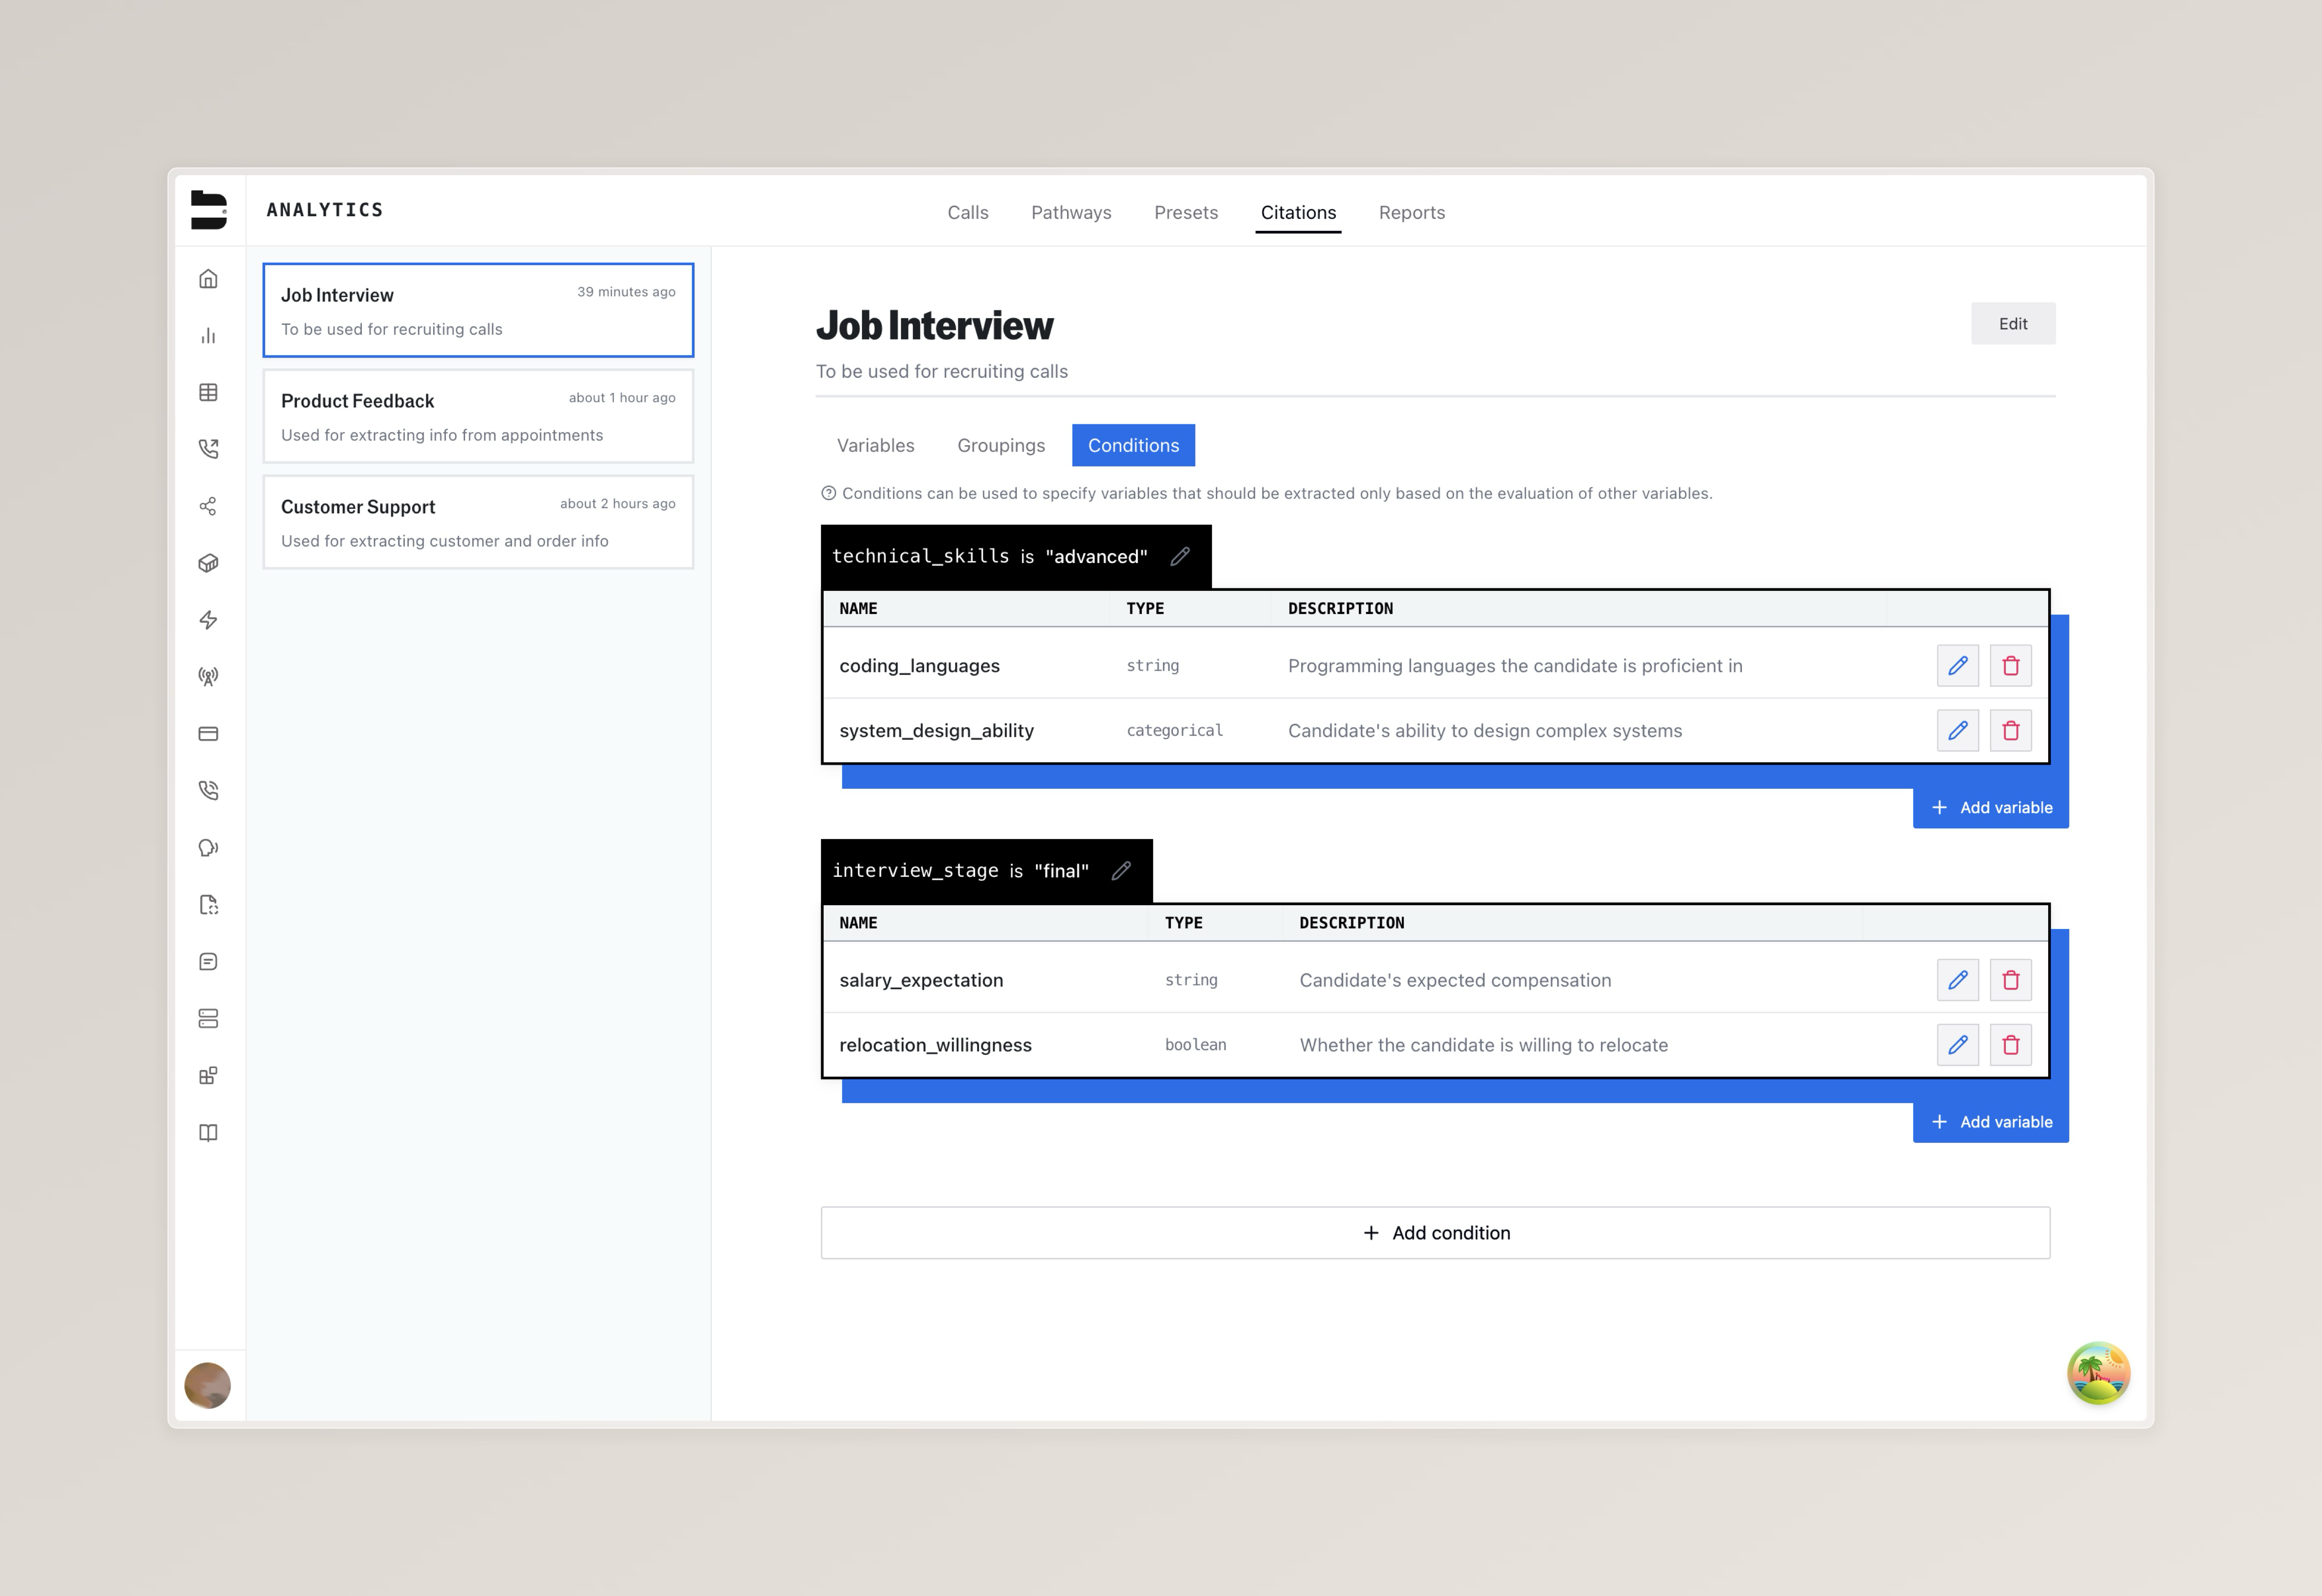 ANALYTICS
Calls
Pathways
Presets
Citations
Reports
Job Interview
39 minutes ago
To be used for recruiting calls
Product Feedback
about 1 hour ago
Used for extracting info from appointments
Customer Support
about 2 hours ago
Used for extracting customer and order info
Job Interview
Edit
To be used for recruiting calls
Variables
Groupings
Conditions
Conditions can be used to specify variables that should be extracted only based on the evaluation of other variables.
technical_skills is "advanced"
NAME TYPE DESCRIPTION
coding_languages string Programming languages the candidate is proficient in
system_design_ability categorical Candidate's ability to design complex systems
+ Add variable
interview_stage is "final"
NAME TYPE DESCRIPTION
salary_expectation string Candidate's expected compensation
relocation_willingness boolean Whether the candidate is willing to relocate
+ Add variable
+ Add condition